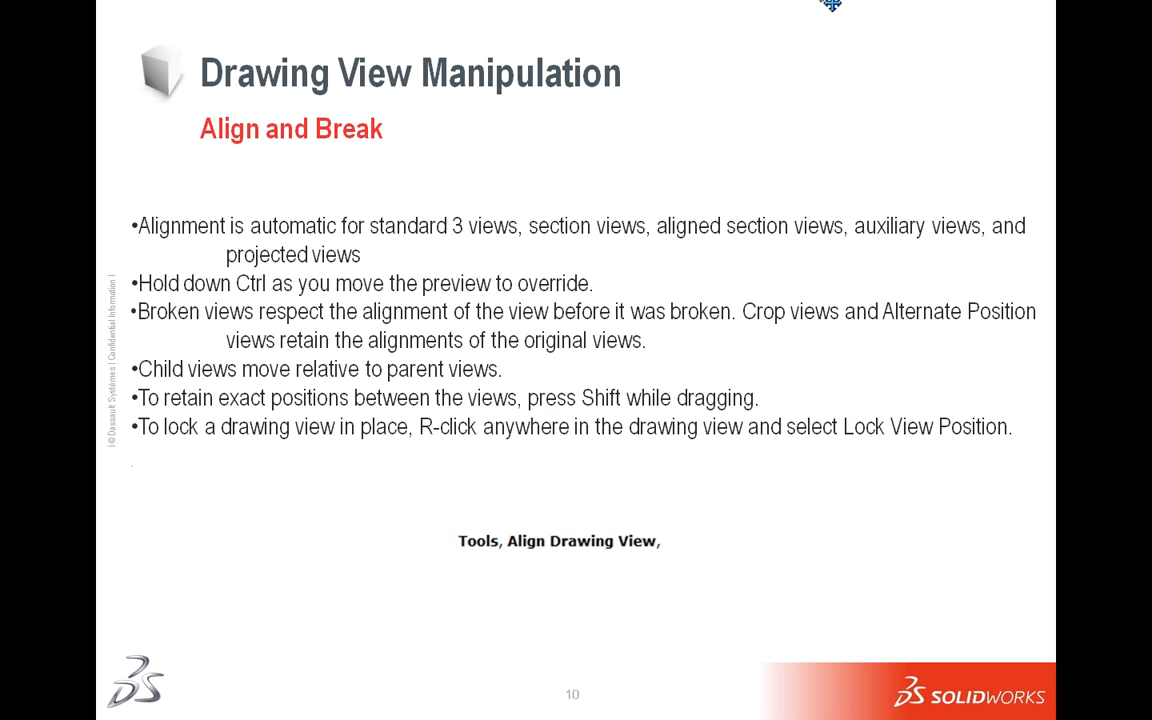 Drawing View Manipulation
Align and Break
•Alignment is automatic for standard 3 views, section views, aligned section views, auxiliary views, and
projected views
•Hold down Ctrl as you move the preview to override.
•Broken views respect the alignment of the view before it was broken. Crop views and Alternate Position
views retain the alignments of the original views.
•Child views move relative to parent views.
•To retain exact positions between the views, press Shift while dragging.
•To lock a drawing view in place, R-click anywhere in the drawing view and select Lock View Position.
I © Dassault Systèmes I Confidential Information I
Tools, Align Drawing View,
10
SOLIDWORKS